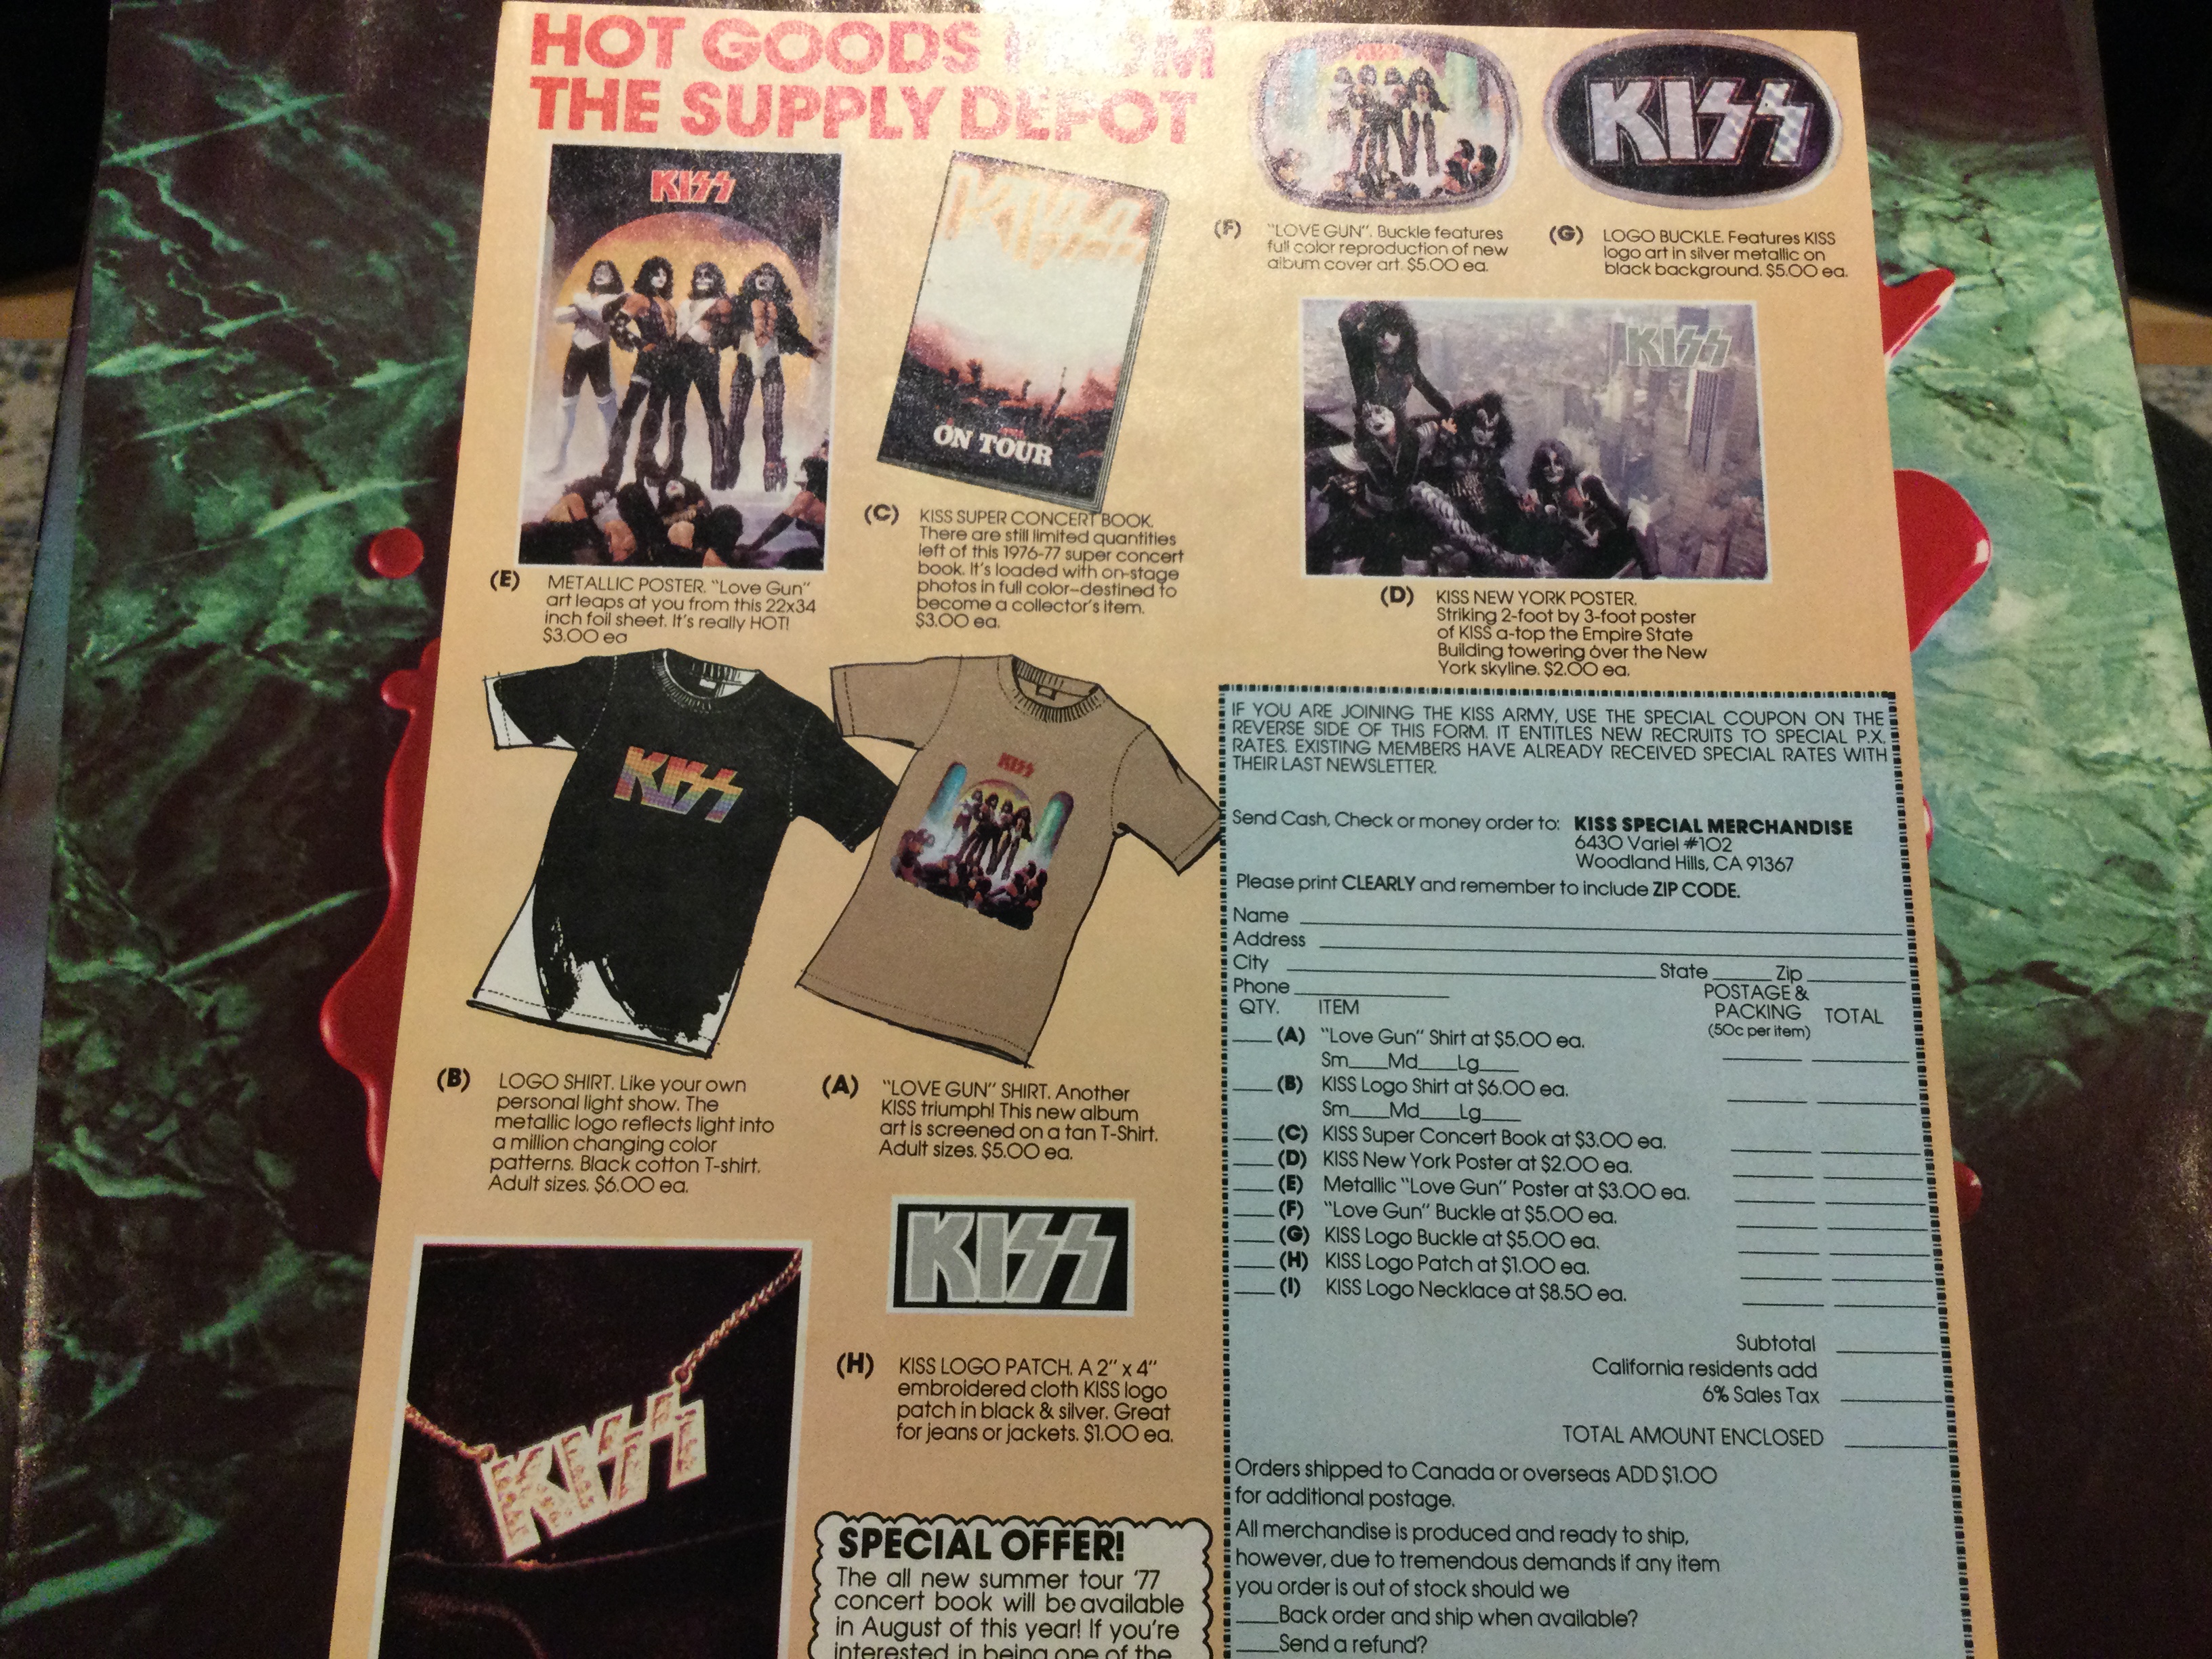 HOT GOODS FROM
THE SUPPLY DEPOT
KISS
(E) METALLIC POSTER. "Love Gun"
art leaps at you from this 22x34
inch foil sheet. It's really HOT!
$3.00 ea
KISS
ON TOUR
(C) KISS SUPER CONCERT BOOK.
There are still limited quantities
left of this 1976-77 super concert
book. It's loaded with on-stage
photos in full color-destined to
become a collector's item.
$3.00 ea.
(F) "LOVE GUN". Buckle features
full color reproduction of new
album cover art. $5.00 ea.
KISS
(G) LOGO BUCKLE. Features KISS
logo art in silver metallic on
black background. $5.00 ea.
KISS
(D) KISS NEW YORK POSTER.
Striking 2-foot by 3-foot poster
of KISS a-top the Empire State
Building towering over the New
York skyline. $2.00 ea.
KISS
(B) LOGO SHIRT. Like your own
personal light show. The
metallic logo reflects light into
a million changing color
patterns. Black cotton T-shirt.
Adult sizes. $6.00 ea.
KISS
(A) "LOVE GUN" SHIRT. Another
KISS triumph! This new album
art is screened on a tan T-Shirt.
Adult sizes. $5.00 ea.
KISS
KISS
(H) KISS LOGO PATCH. A 2" x 4"
embroidered cloth KISS logo
patch in black & silver. Great
for jeans or jackets. $1.00 ea.
SPECIAL OFFER!
The all new summer tour '77
concert book will be available
in August of this year! If you're
interested in being one of the
IF YOU ARE JOINING THE KISS ARMY, USE THE SPECIAL COUPON ON THE
REVERSE SIDE OF THIS FORM. IT ENTITLES NEW RECRUITS TO SPECIAL P.X.
RATES. EXISTING MEMBERS HAVE ALREADY RECEIVED SPECIAL RATES WITH
THEIR LAST NEWSLETTER.
Send Cash, Check or money order to: KISS SPECIAL MERCHANDISE
6430 Variel #102
Woodland Hills, CA 91367
Please print CLEARLY and remember to include ZIP CODE.
Name
Address
City State Zip
Phone
QTY. ITEM POSTAGE & PACKING (50c per item) TOTAL
(A) "Love Gun" Shirt at $5.00 ea.
Sm Md Lg
(B) KISS Logo Shirt at $6.00 ea.
Sm Md Lg
(C) KISS Super Concert Book at $3.00 ea.
(D) KISS New York Poster at $2.00 ea.
(E) Metallic "Love Gun" Poster at $3.00 ea.
(F) "Love Gun" Buckle at $5.00 ea.
(G) KISS Logo Buckle at $5.00 ea.
(H) KISS Logo Patch at $1.00 ea.
(I) KISS Logo Necklace at $8.50 ea.
Subtotal
California residents add
6% Sales Tax
TOTAL AMOUNT ENCLOSED
Orders shipped to Canada or overseas ADD $1.00
for additional postage.
All merchandise is produced and ready to ship,
however, due to tremendous demands if any item
you order is out of stock should we
Back order and ship when available?
Send a refund?